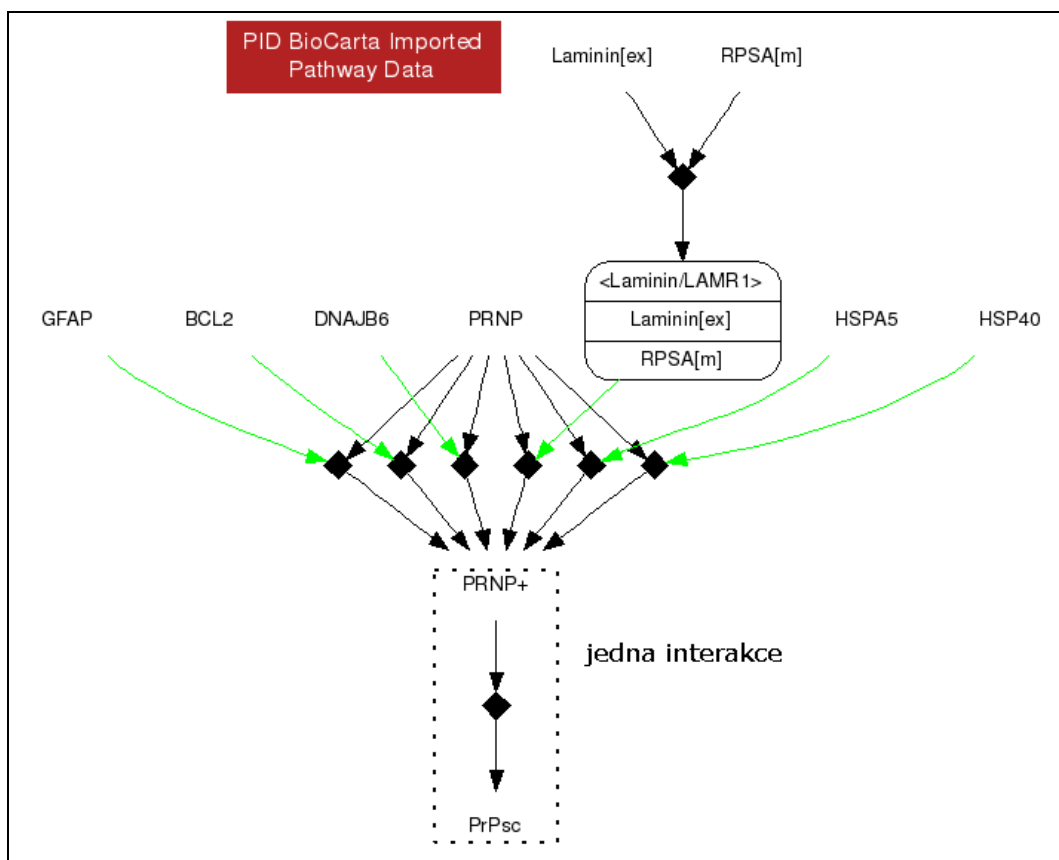 PID BioCarta Imported
Pathway Data
Laminin[ex]
RPSA[m]
<Laminin/LAMR1>
Laminin[ex]
RPSA[m]
GFAP
BCL2
DNAJB6
PRNP
HSPA5
HSP40
PRNP+
jedna interakce
PrPsc